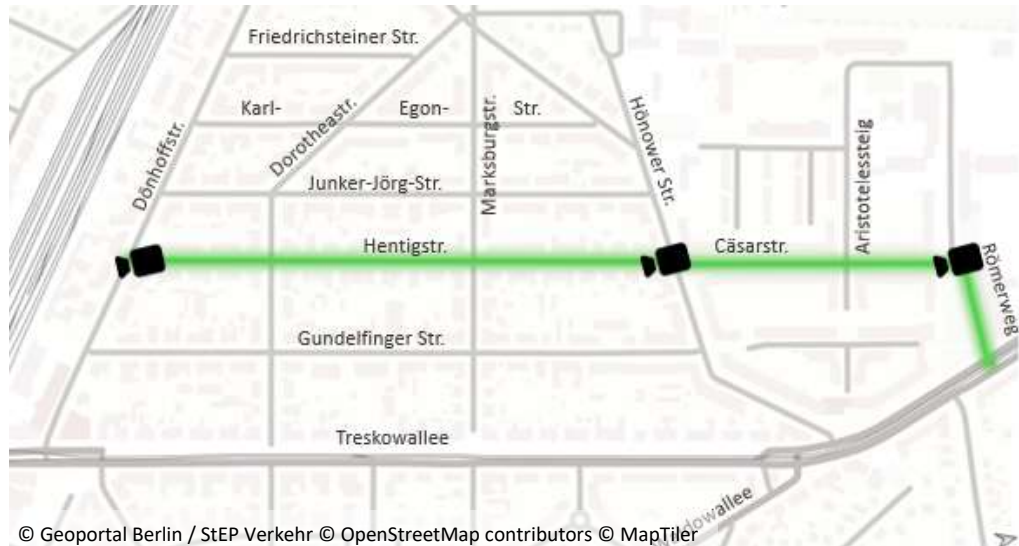 Friedrichsteiner Str.
Karl-
Egon-
Str.
Dönhoffstr.
Dorotheastr.
Marksburgstr.
Hönower Str.
Aristotelessteig
Junker-Jörg-Str.
Hentigstr.
Cäsarstr.
Römerweg
Gundelfinger Str.
Treskowallee
© Geoportal Berlin / StEP Verkehr © OpenStreetMap contributors © MapTiler